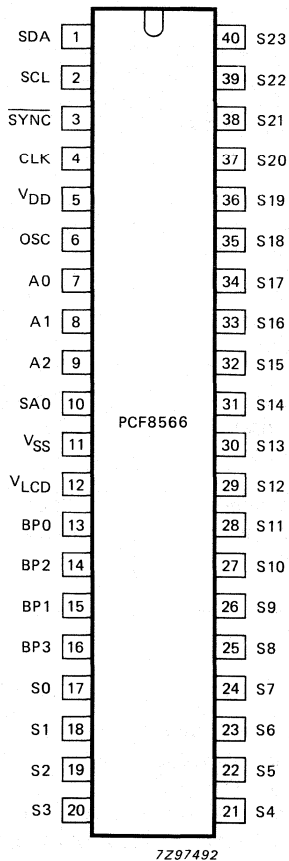 SDA 1 40 S23
SCL 2 39 S22
SYNC 3 38 S21
CLK 4 37 S20
VDD 5 36 S19
OSC 6 35 S18
A0 7 34 S17
A1 8 33 S16
A2 9 32 S15
SA0 10 31 S14
PCF8566
VSS 11 30 S13
VLCD 12 29 S12
BP0 13 28 S11
BP2 14 27 S10
BP1 15 26 S9
BP3 16 25 S8
S0 17 24 S7
S1 18 23 S6
S2 19 22 S5
S3 20 21 S4
7Z97492